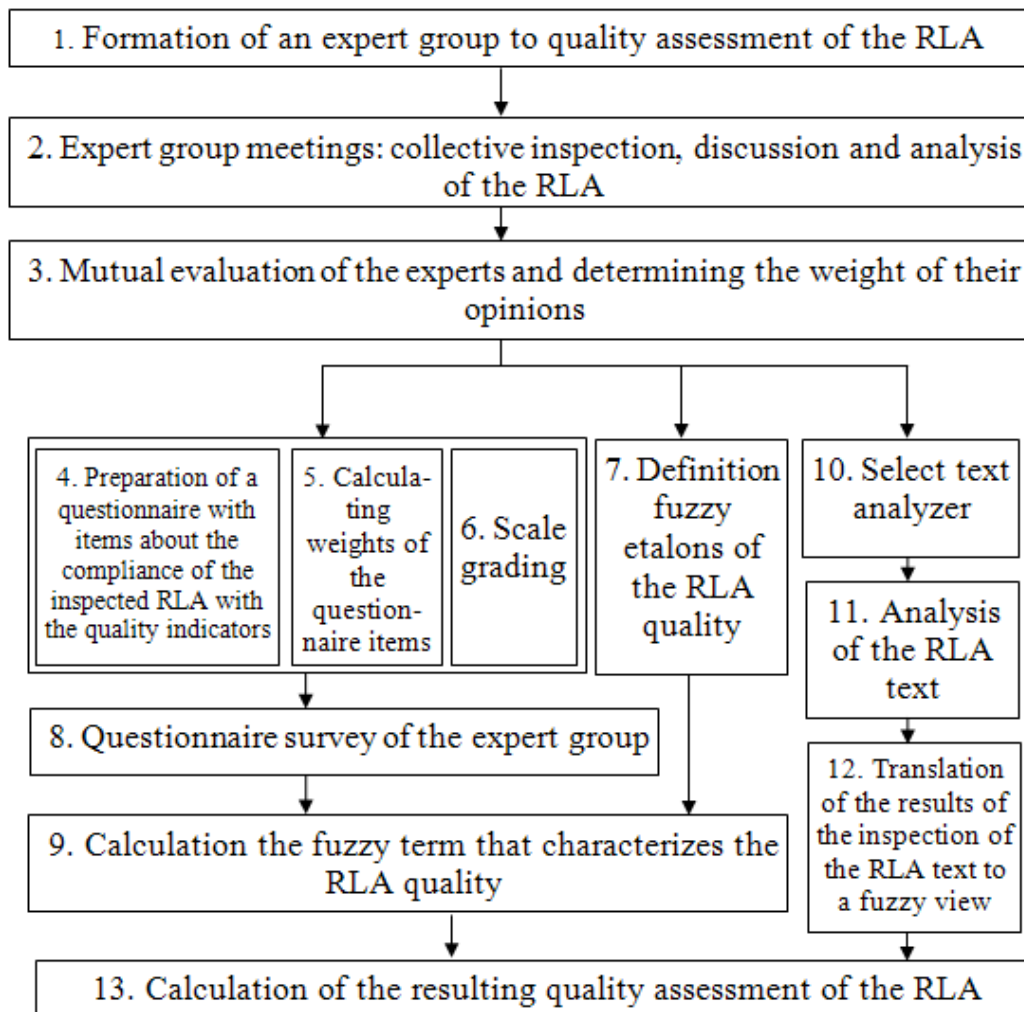 1. Formation of an expert group to quality assessment of the RLA
2. Expert group meetings: collective inspection, discussion and analysis
of the RLA
3. Mutual evaluation of the experts and determining the weight of their
opinions
4. Preparation of a
questionnaire with
items about the
compliance of the
inspected RLA with
the quality indicators
5. Calcula-
ting
weights of
the
question-
naire items
6. Scale
grading
7. Definition
fuzzy
etalons of
the RLA
quality
10. Select text
analyzer
11. Analysis
of the RLA
text
8. Questionnaire survey of the expert group
12. Translation
of the results of
the inspection of
the RLA text to
a fuzzy view
9. Calculation the fuzzy term that characterizes the
RLA quality
13. Calculation of the resulting quality assessment of the RLA